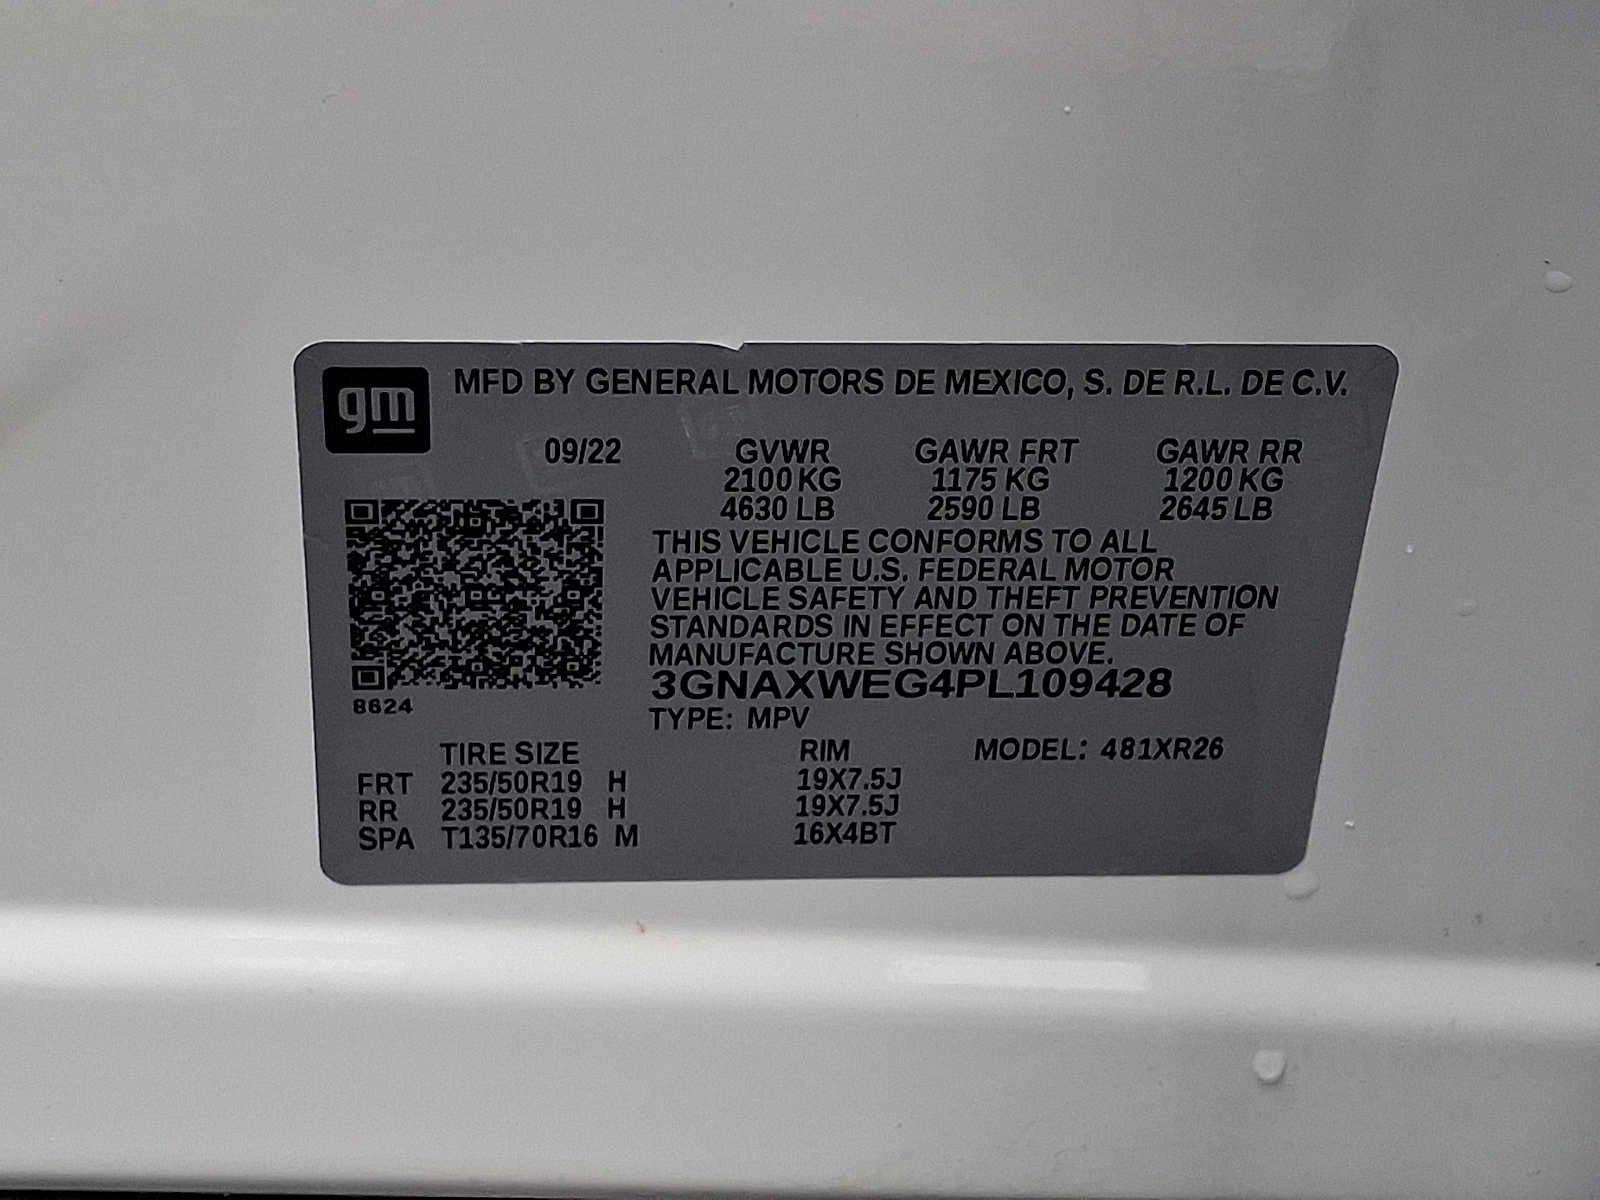 gm
MFD BY GENERAL MOTORS DE MEXICO, S. DE R.L. DE C.V.
09/22 GVWR GAWR FRT GAWR RR
2100 KG 1175 KG 1200 KG
4630 LB 2590 LB 2645 LB
THIS VEHICLE CONFORMS TO ALL
APPLICABLE U.S. FEDERAL MOTOR
VEHICLE SAFETY AND THEFT PREVENTION
STANDARDS IN EFFECT ON THE DATE OF
MANUFACTURE SHOWN ABOVE.
3GNAXWEG4PL109428
8624
TYPE: MPV
TIRE SIZE RIM MODEL: 481XR26
FRT 235/50R19 H 19X7.5J
RR 235/50R19 H 19X7.5J
SPA T135/70R16 M 16X4BT